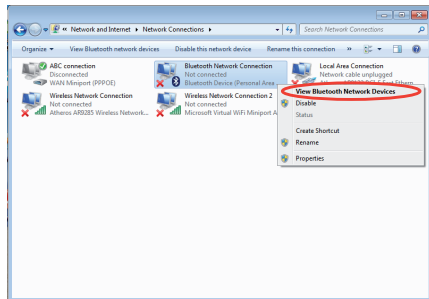 Network and Internet ▸ Network Connections ▸
Search Network Connections
Organize ▾ View Bluetooth network devices Disable this network device Rename this connection »
ABC connection
Disconnected
WAN Miniport (PPPOE)
Bluetooth Network Connection
Not connected
Bluetooth Device (Personal Area ...
Local Area Connection
Network cable unplugged
Wireless Network Connection
Not connected
Atheros AR9285 Wireless Network...
Wireless Network Connection 2
Not connected
Microsoft Virtual WiFi Miniport A
View Bluetooth Network Devices
Disable
Status
Create Shortcut
Rename
Properties